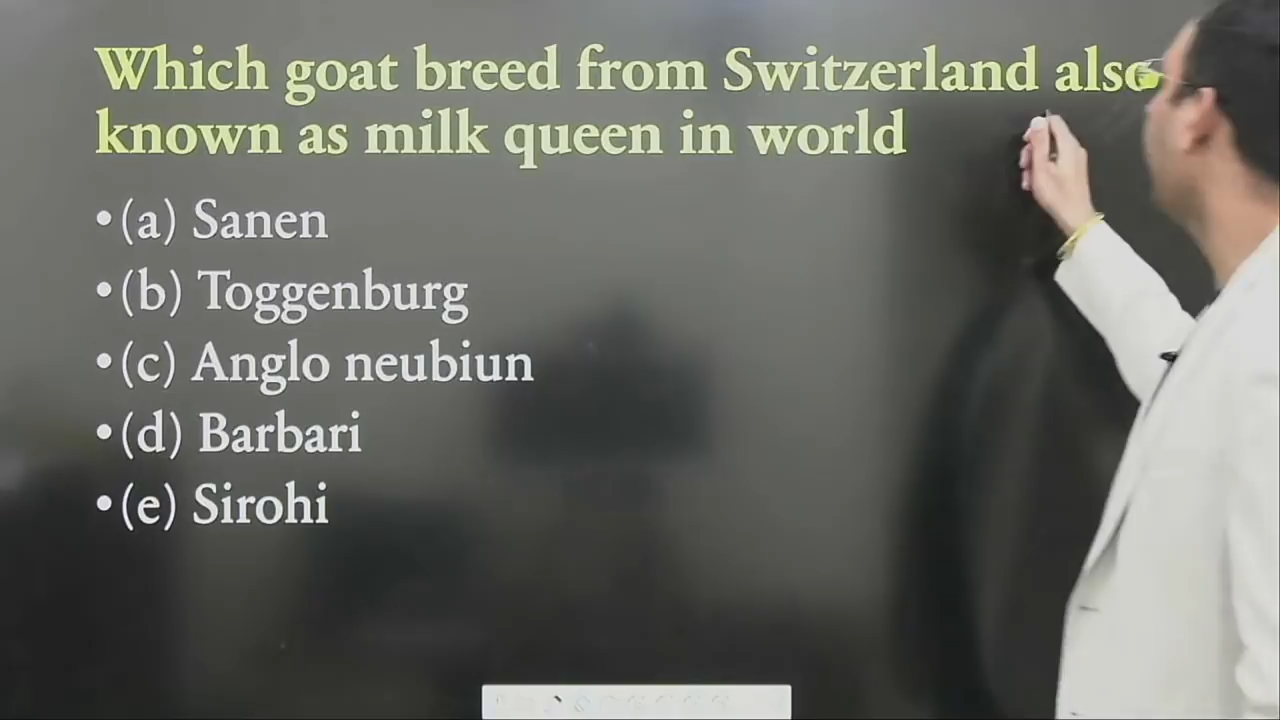 Which goat breed from Switzerland also
known as milk queen in world
•(a) Sanen
•(b) Toggenburg
•(c) Anglo neubiun
•(d) Barbari
•(e) Sirohi